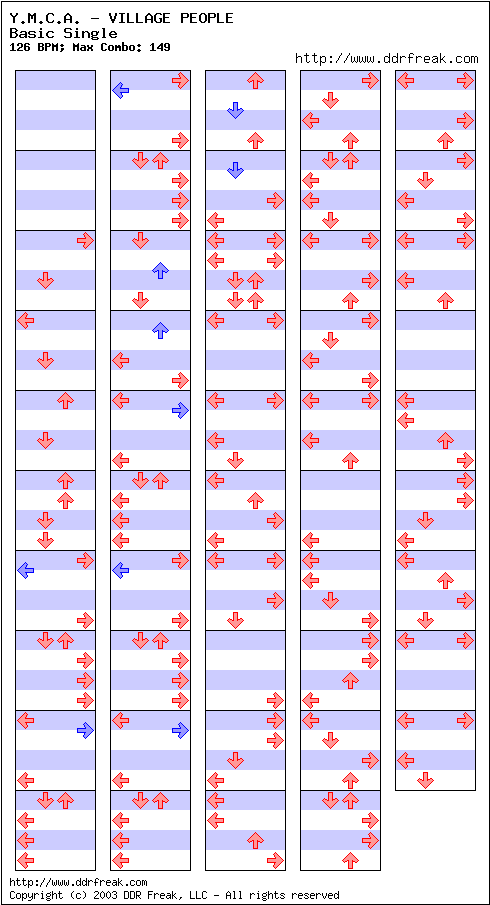 Y.M.C.A. - VILLAGE PEOPLE
Basic Single
126 BPM; Max Combo: 149
http://www.ddrfreak.com
http://www.ddrfreak.com
Copyright (c) 2003 DDR Freak, LLC - All rights reserved